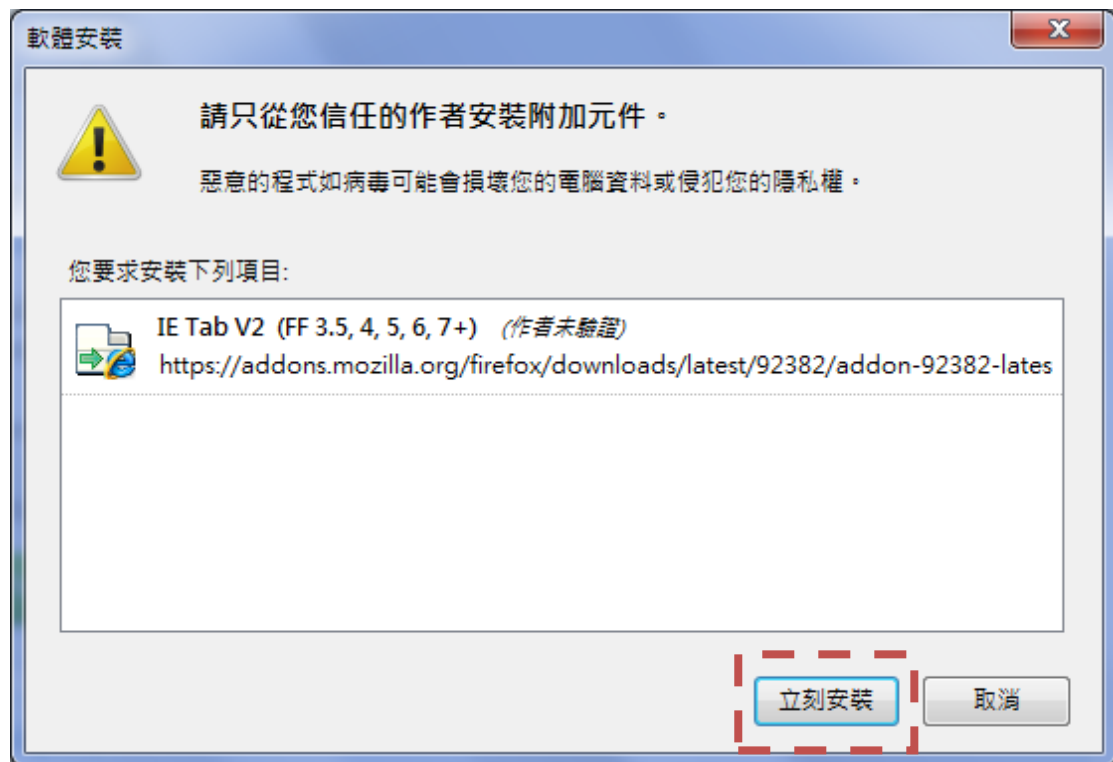 軟體安裝
請只從您信任的作者安裝附加元件。
惡意的程式如病毒可能會損壞您的電腦資料或侵犯您的隱私權。
您要求安裝下列項目:
IE Tab V2 (FF 3.5, 4, 5, 6, 7+) (作者未驗證)
https://addons.mozilla.org/firefox/downloads/latest/92382/addon-92382-lates
立刻安裝 取消